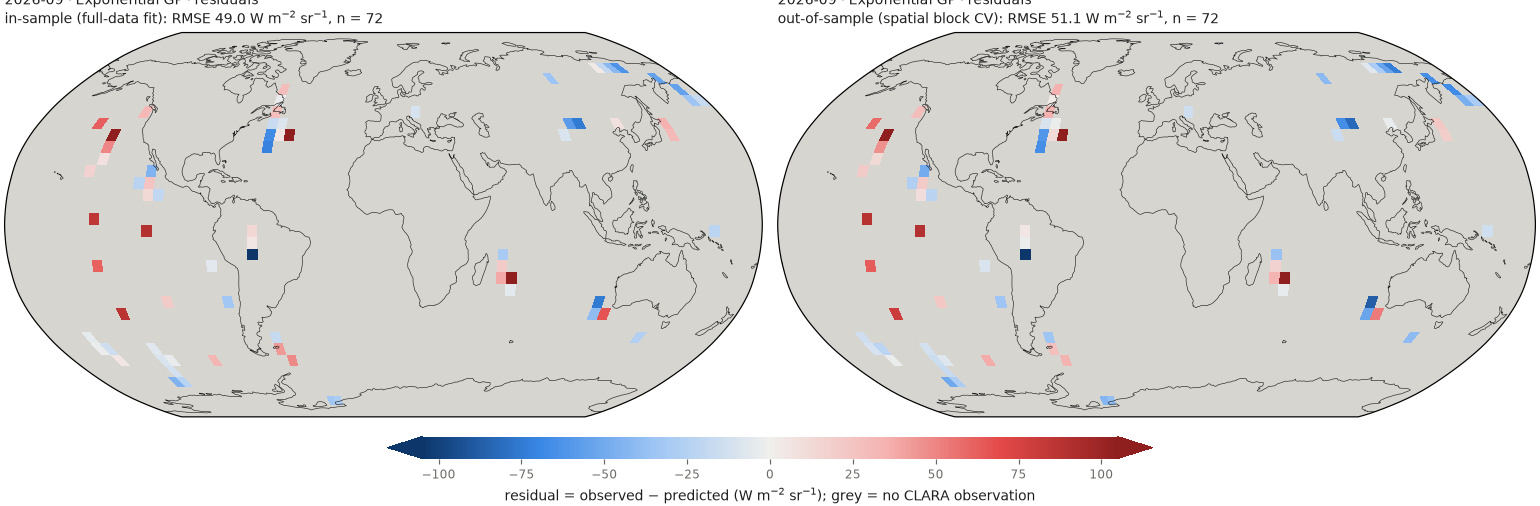 2026-09 · Exponential GP · residuals
2026-09 · Exponential GP · residuals
in-sample (full-data fit): RMSE 49.0 W m⁻² sr⁻¹, n = 72
out-of-sample (spatial block CV): RMSE 51.1 W m⁻² sr⁻¹, n = 72
−100 −75 −50 −25 0 25 50 75 100
residual = observed − predicted (W m⁻² sr⁻¹); grey = no CLARA observation